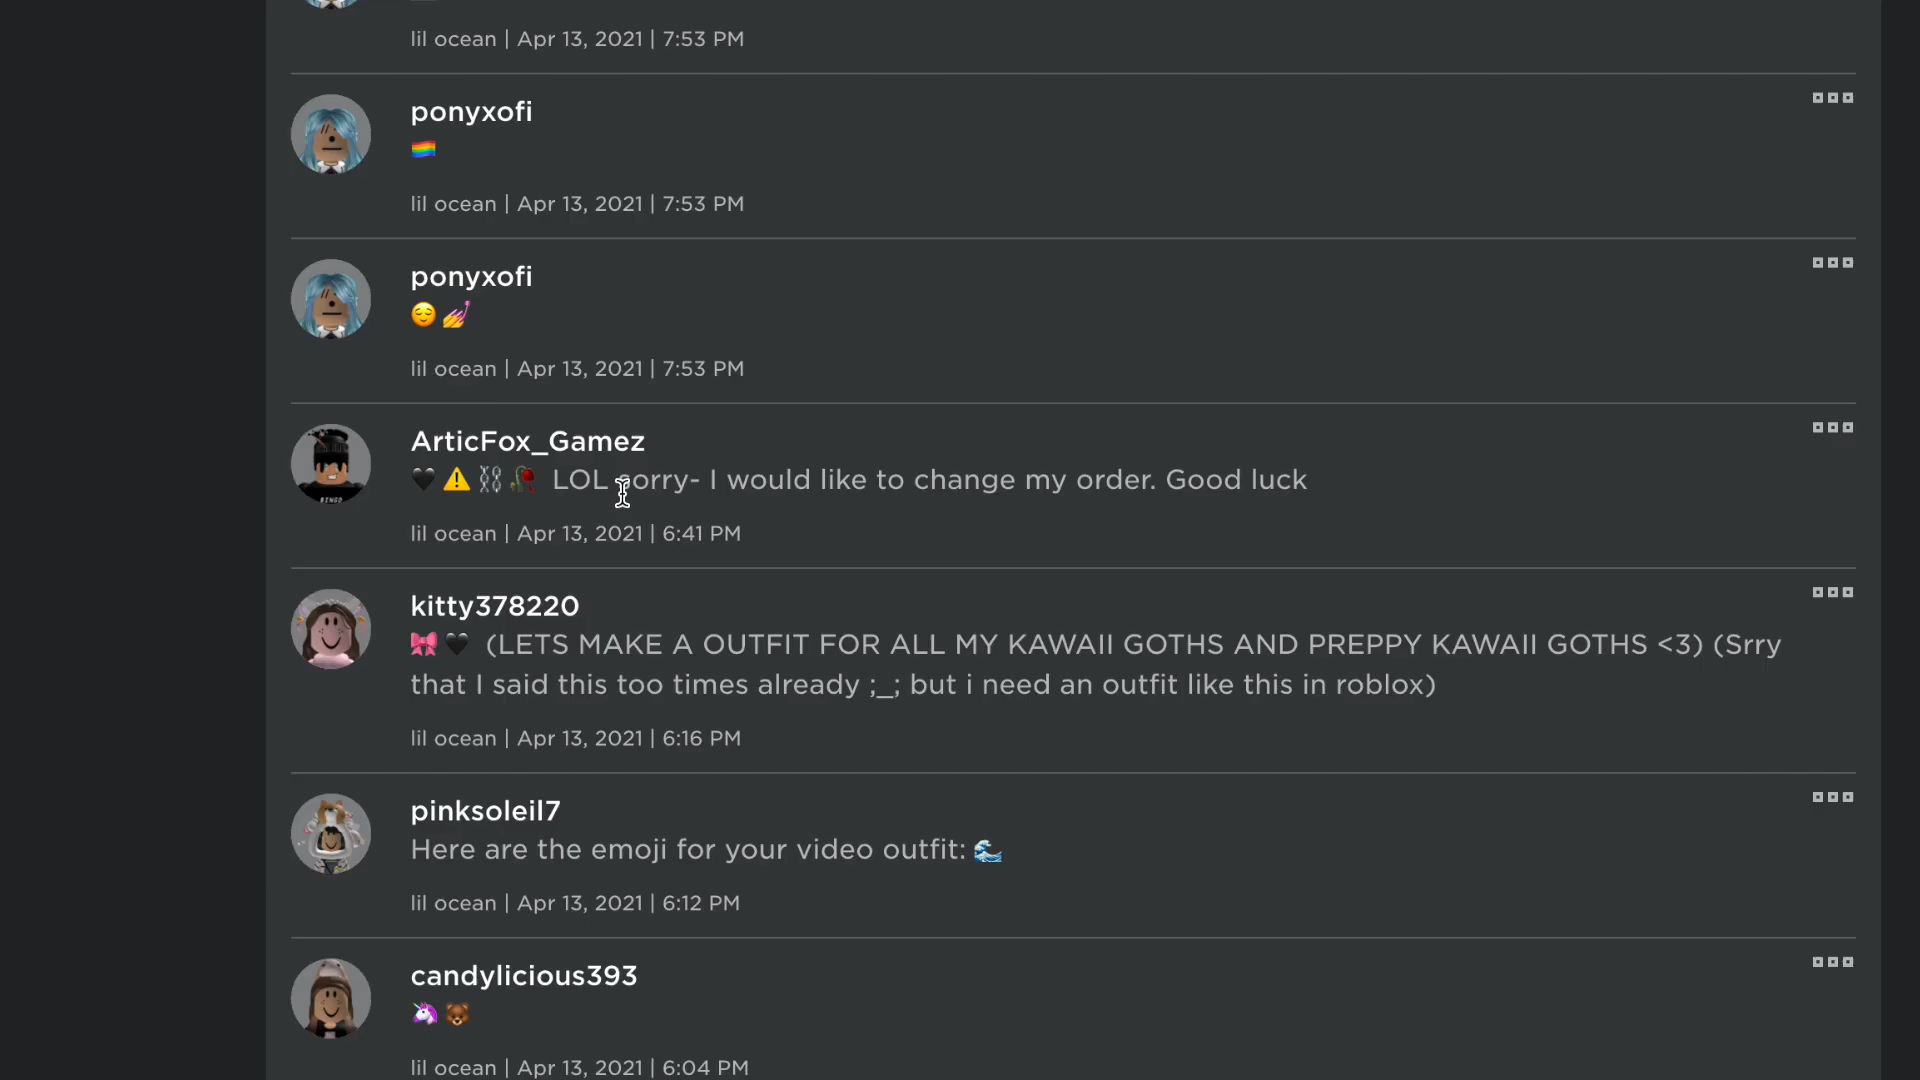 lil ocean | Apr 13, 2021 | 7:53 PM
ponyxofi
🏳️‍🌈
lil ocean | Apr 13, 2021 | 7:53 PM
ponyxofi
😌💅
lil ocean | Apr 13, 2021 | 7:53 PM
ArticFox_Gamez
🖤⚠️⛓️🥀 LOL sorry- I would like to change my order. Good luck
lil ocean | Apr 13, 2021 | 6:41 PM
kitty378220
🎀🖤 (LETS MAKE A OUTFIT FOR ALL MY KAWAII GOTHS AND PREPPY KAWAII GOTHS <3) (Srry
that I said this too times already ;_; but i need an outfit like this in roblox)
lil ocean | Apr 13, 2021 | 6:16 PM
pinksoleil7
Here are the emoji for your video outfit: 🌊
lil ocean | Apr 13, 2021 | 6:12 PM
candylicious393
🦄🐻
lil ocean | Apr 13, 2021 | 6:04 PM